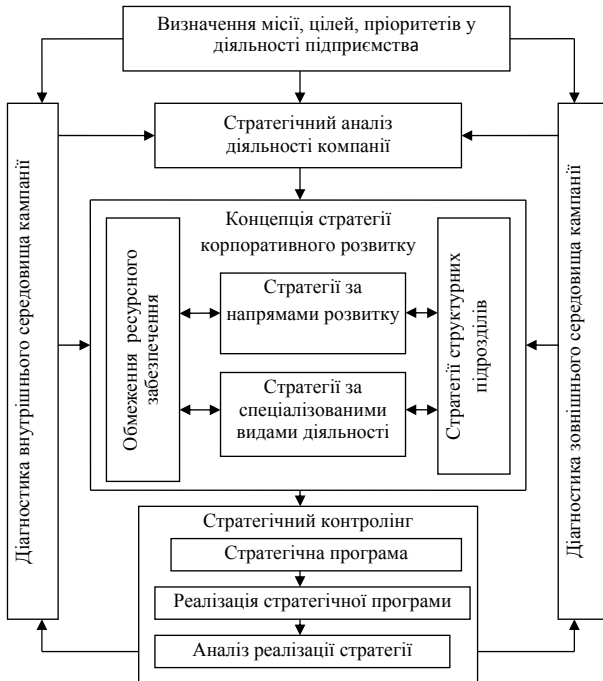 Визначення місії, цілей, пріоритетів у
діяльності підприємства
Діагностика внутрішнього середовища кампанії
Стратегічний аналіз
діяльності компанії
Діагностика зовнішнього середовища кампанії
Концепція стратегії
корпоративного розвитку
Обмеження ресурсного
забезпечення
Стратегії за
напрямами розвитку
Стратегії за
спеціалізованими
видами діяльності
Стратегії структурних
підрозділів
Стратегічний контролінг
Стратегічна програма
Реалізація стратегічної програми
Аналіз реалізації стратегії